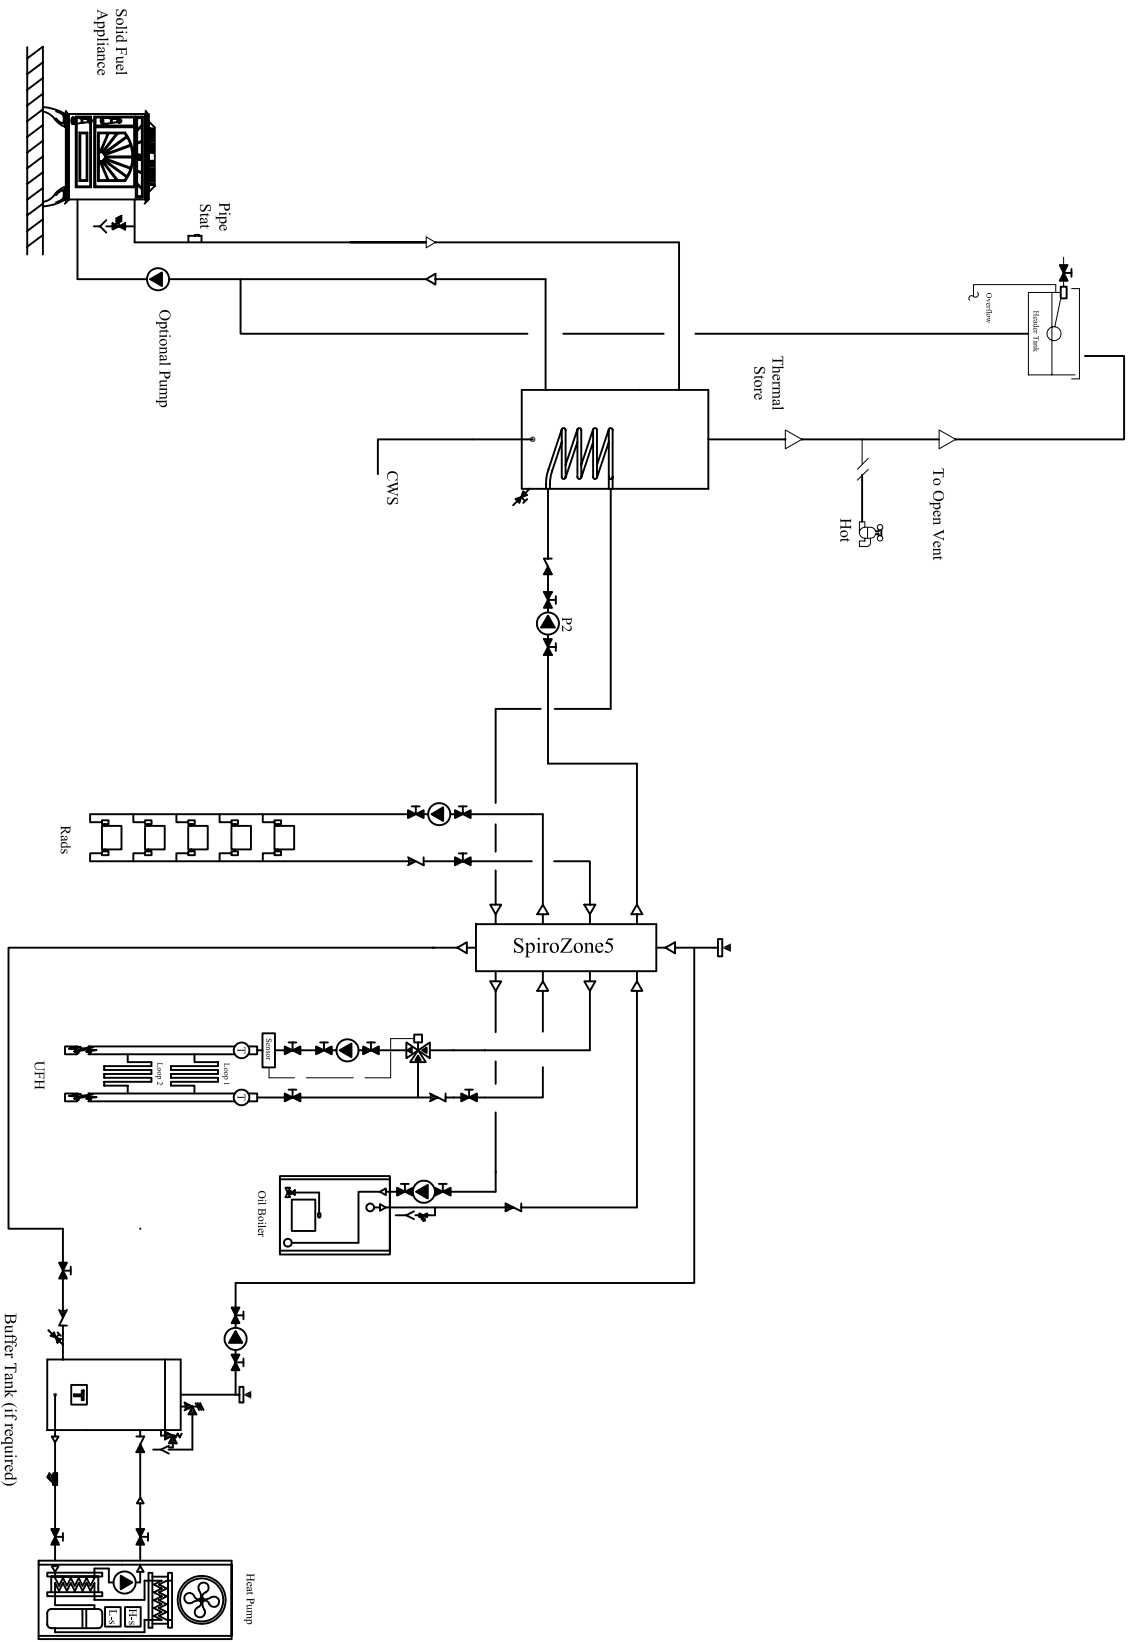 Solid Fuel
Appliance
Pipe
Stat
Optional Pump
Header Tank
Overflow
Thermal
Store
To Open Vent
Hot
CWS
P2
Rads
SpiroZone5
Sensor
T
T
Loop 1
Loop 2
UFH
Oil Boiler
T
Buffer Tank (if required)
Heat Pump
H-s
L-s